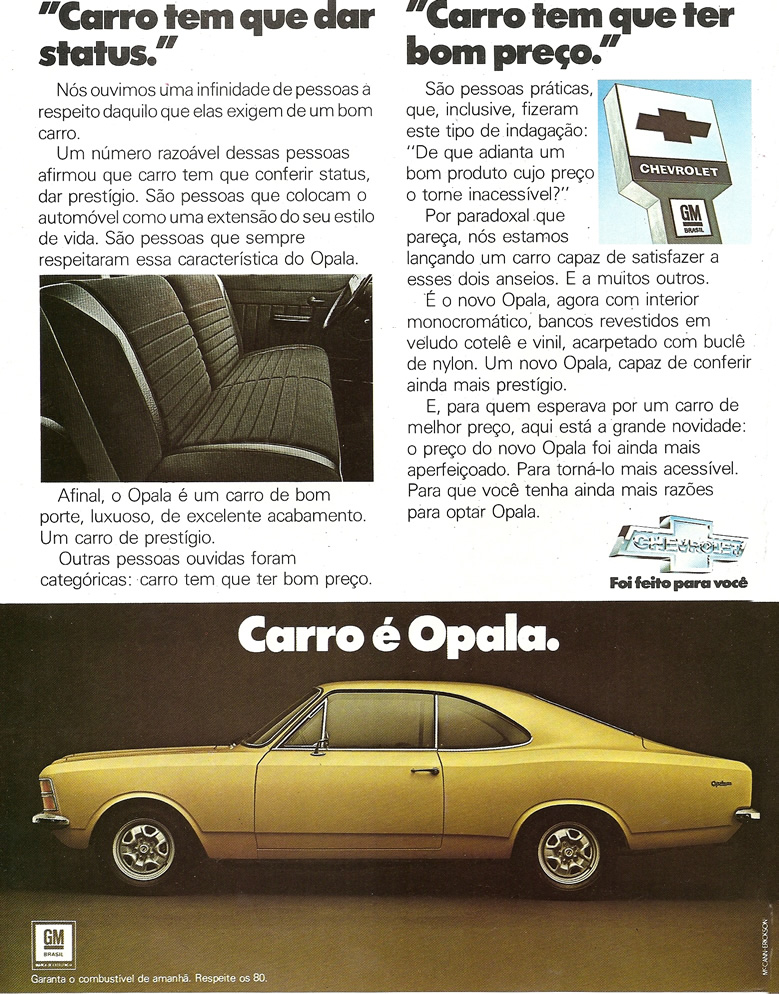 "Carro tem que dar
status."
Nós ouvimos uma infinidade de pessoas a
respeito daquilo que elas exigem de um bom
carro.
Um número razoável dessas pessoas
afirmou que carro tem que conferir status,
dar prestígio. São pessoas que colocam o
automóvel como uma extensão do seu estilo
de vida. São pessoas que sempre
respeitaram essa característica do Opala.
Afinal, o Opala é um carro de bom
porte, luxuoso, de excelente acabamento.
Um carro de prestígio.
Outras pessoas ouvidas foram
categóricas: carro tem que ter bom preço.
"Carro tem que ter
bom preço."
São pessoas práticas,
que, inclusive, fizeram
este tipo de indagação:
"De que adianta um
bom produto cujo preço
o torne inacessível?"
Por paradoxal que
pareça, nós estamos
lançando um carro capaz de satisfazer a
esses dois anseios. E a muitos outros.
É o novo Opala, agora com interior
monocromático, bancos revestidos em
veludo cotelê e vinil, acarpetado com buclê
de nylon. Um novo Opala, capaz de conferir
ainda mais prestígio.
E, para quem esperava por um carro de
melhor preço, aqui está a grande novidade:
o preço do novo Opala foi ainda mais
aperfeiçoado. Para torná-lo mais acessível.
Para que você tenha ainda mais razões
para optar Opala.
CHEVROLET
GM
BRASIL
CHEVROLET
Foi feito para você
Carro é Opala.
Opala
GM
BRASIL
MARCA DE EXCELÊNCIA
Garanta o combustível de amanhã. Respeite os 80.
McCANN-ERICKSON